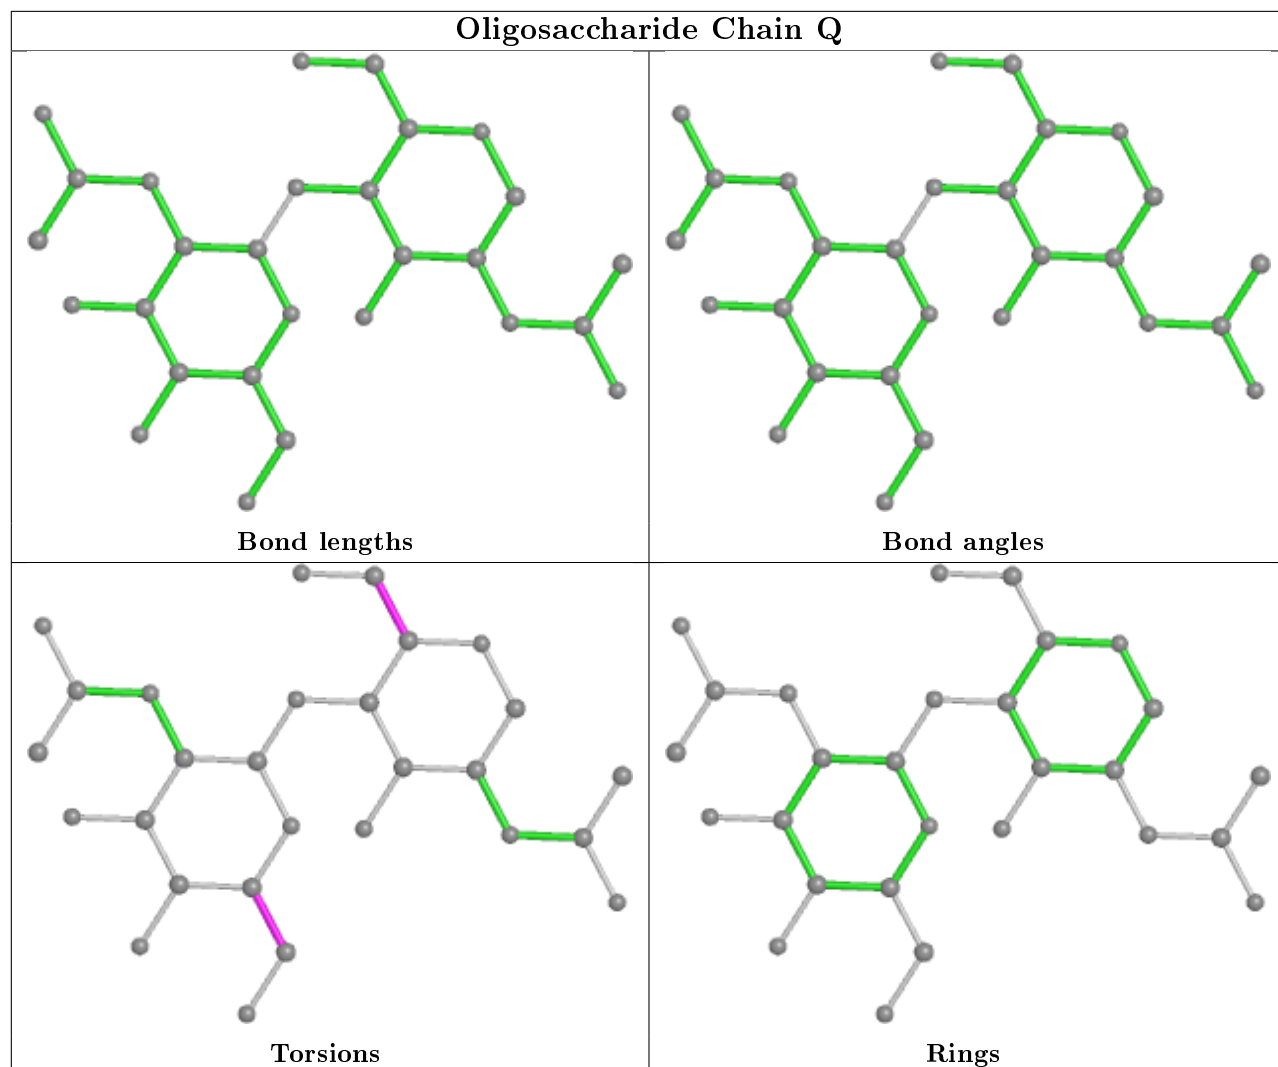 Oligosaccharide Chain Q
Bond lengths
Bond angles
Torsions
Rings